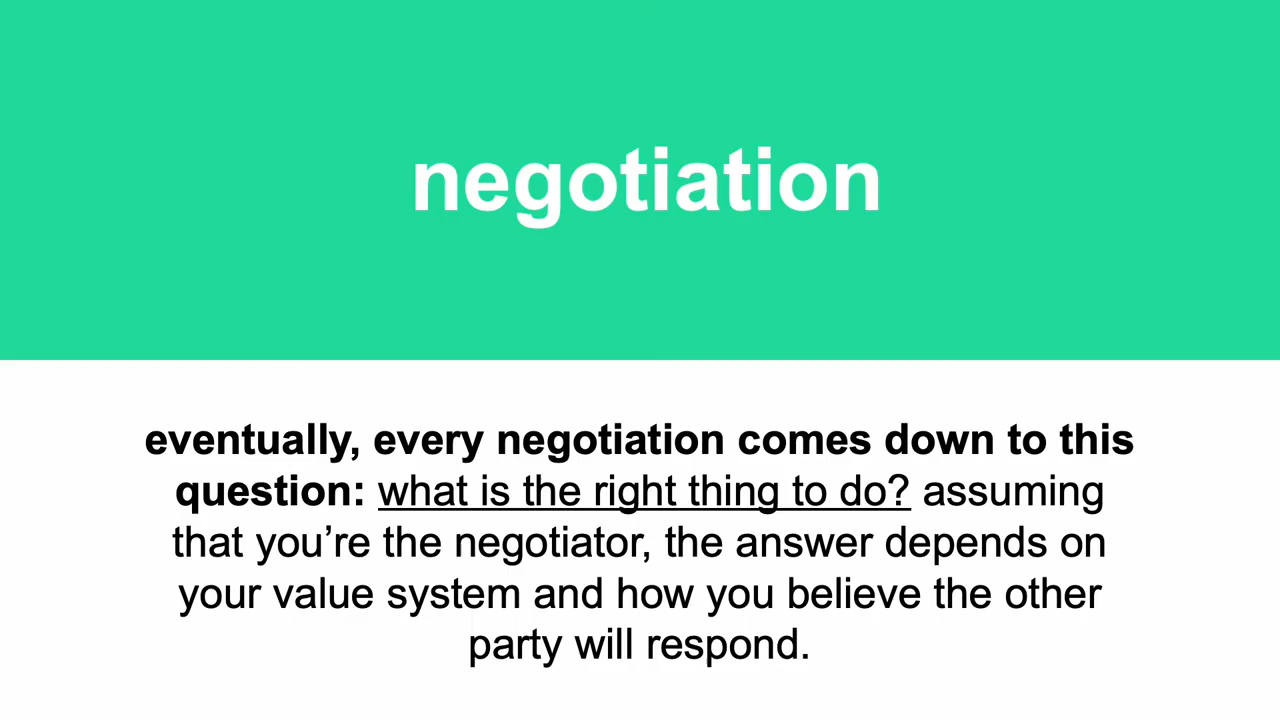 negotiation
eventually, every negotiation comes down to this
question: what is the right thing to do? assuming
that you’re the negotiator, the answer depends on
your value system and how you believe the other
party will respond.